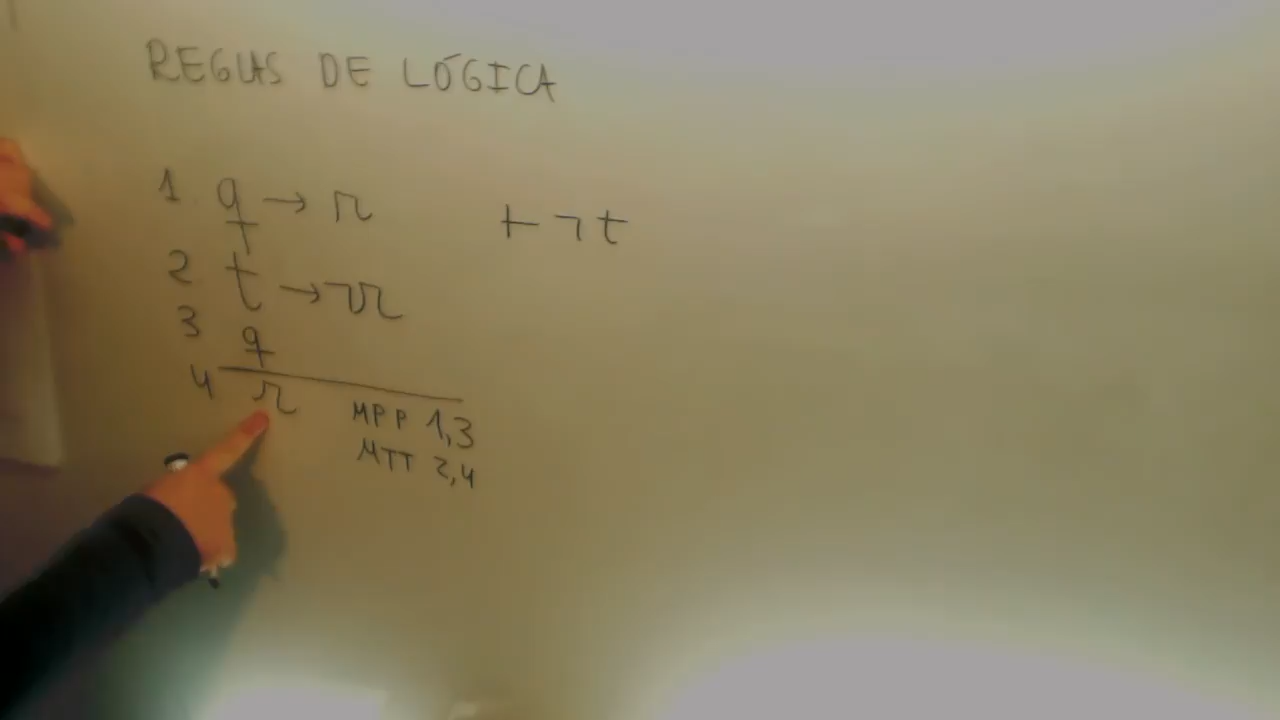 REGLAS DE LÓGICA
1 q → r ⊢ ¬t
2 t → ¬r
3 q
4 r MPP 1,3
MTT 2,4